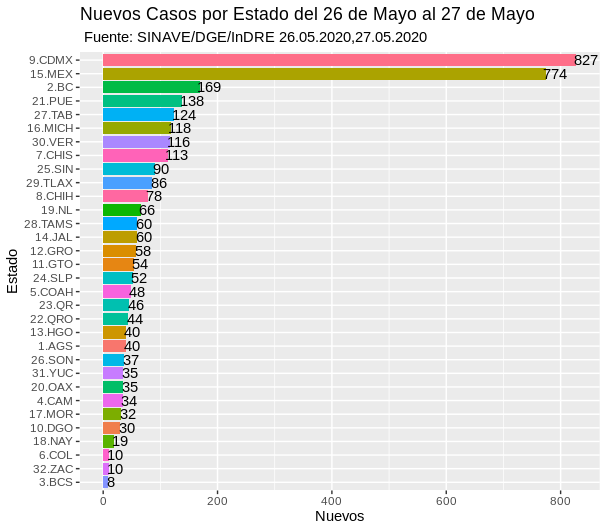 Nuevos Casos por Estado del 26 de Mayo al 27 de Mayo
Fuente: SINAVE/DGE/InDRE 26.05.2020,27.05.2020
9.CDMX 827
15.MEX 774
2.BC 169
21.PUE 138
27.TAB 124
16.MICH 118
30.VER 116
7.CHIS 113
25.SIN 90
29.TLAX 86
8.CHIH 78
19.NL 66
28.TAMS 60
14.JAL 60
12.GRO 58
11.GTO 54
24.SLP 52
5.COAH 48
23.QR 46
22.QRO 44
13.HGO 40
1.AGS 40
26.SON 37
31.YUC 35
20.OAX 35
4.CAM 34
17.MOR 32
10.DGO 30
18.NAY 19
6.COL 10
32.ZAC 10
3.BCS 8
Estado
0 200 400 600 800
Nuevos